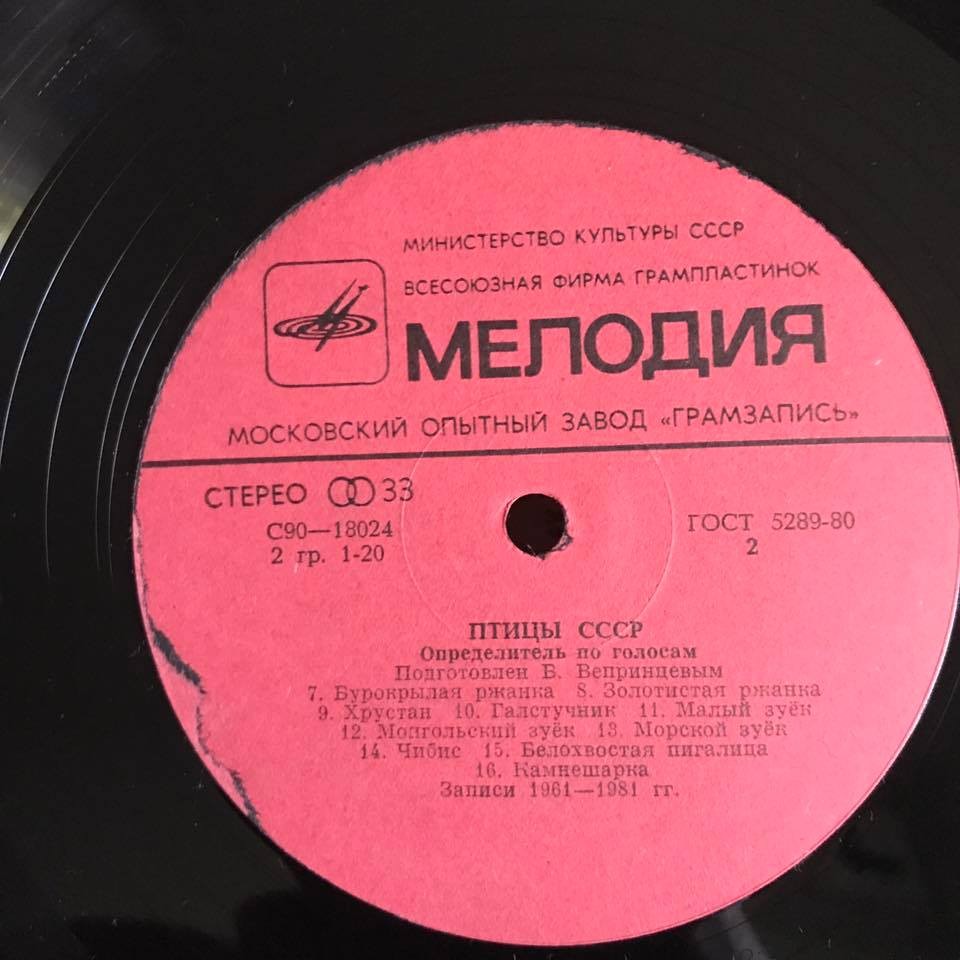 МИНИСТЕРСТВО КУЛЬТУРЫ СССР
ВСЕСОЮЗНАЯ ФИРМА ГРАМПЛАСТИНОК
МЕЛОДИЯ
МОСКОВСКИЙ ОПЫТНЫЙ ЗАВОД «ГРАМЗАПИСЬ»
СТЕРЕО 33
С90—18024
2 гр. 1-20
ГОСТ 5289-80
2
ПТИЦЫ СССР
Определитель по голосам
Подготовлен Б. Вепринцевым
7. Бурокрылая ржанка 8. Золотистая ржанка
9. Хрустан 10. Галстучник 11. Малый зуёк
12. Монгольский зуёк 13. Морской зуёк
14. Чибис 15. Белохвостая пигалица
16. Камнешарка
Записи 1961—1981 гг.